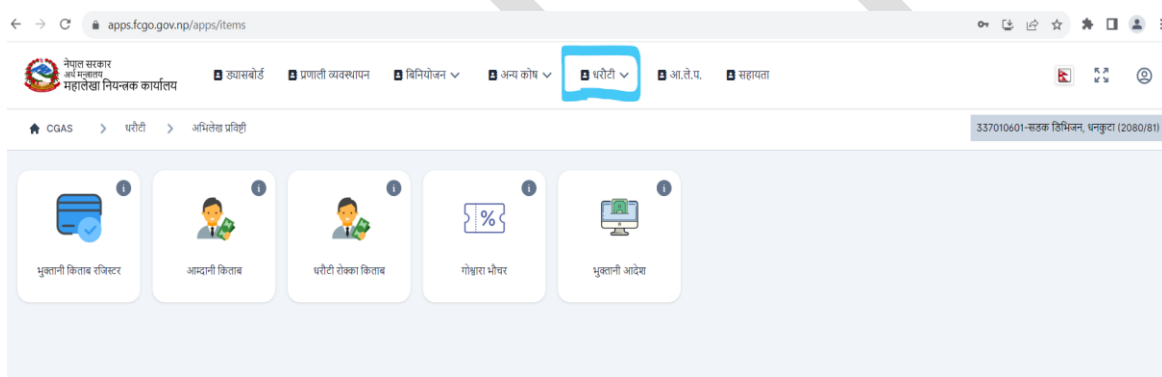 apps.fcgo.gov.np/apps/items
नेपाल सरकार
अर्थ मन्त्रालय
महालेखा नियन्त्रक कार्यालय
ड्यासबोर्ड
प्रणाली व्यवस्थापन
बिनियोजन
अन्य कोष
धरौटी
आ.ले.प.
सहायता
CGAS > धरौटी > अभिलेख प्रविष्टी
337010601-सडक डिभिजन, धनकुटा (2080/81)
भुक्तानी किताब रजिस्टर
आम्दानी किताब
धरौटी रोक्का किताब
गोश्वारा भौचर
भुक्तानी आदेश